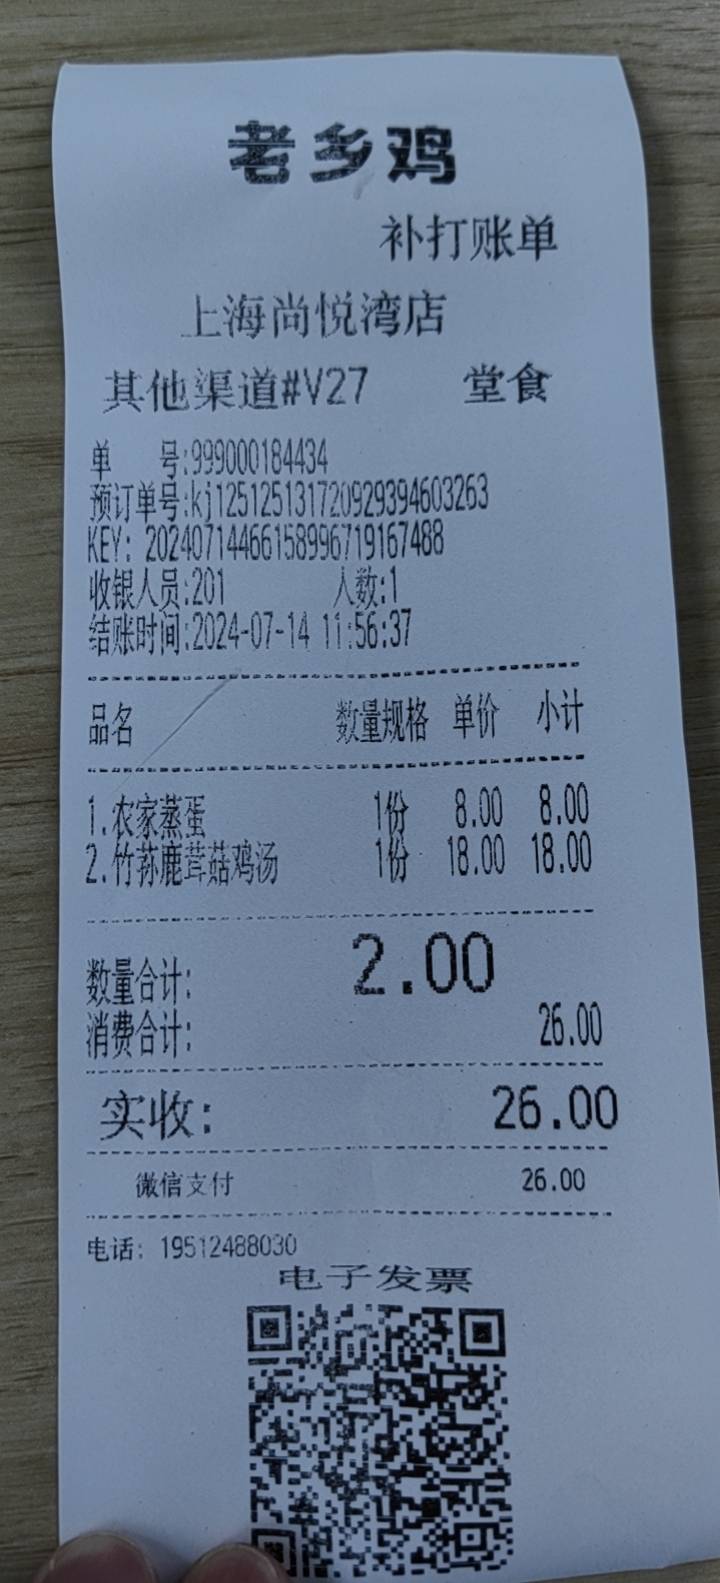 老乡鸡
补打账单
上海尚悦湾店
其他渠道#V27 堂食
单 号:999000184434
预订单号:kj125125131720929394603263
KEY: 20240714466158996719167488
收银人员:201 人数:1
结账时间:2024-07-14 11:56:37
品名 数量规格 单价 小计
1.农家蒸蛋 1份 8.00 8.00
2.竹荪鹿茸菇鸡汤 1份 18.00 18.00
数量合计: 2.00
消费合计: 26.00
实收: 26.00
微信支付 26.00
电话: 19512488030
电子发票